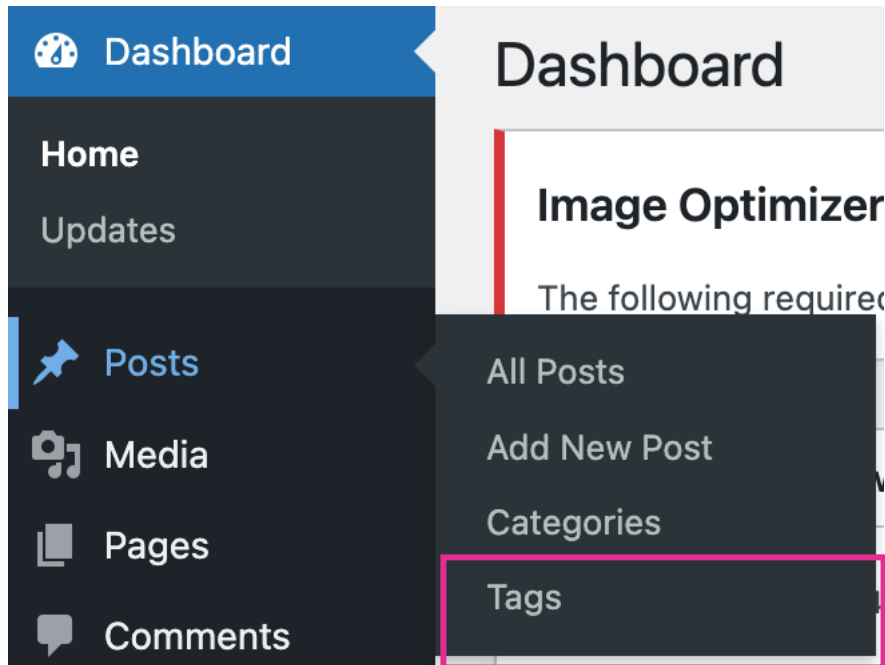 Dashboard
Home
Updates
Posts
Media
Pages
Comments
Dashboard
Image Optimizer
The following required
All Posts
Add New Post
Categories
Tags